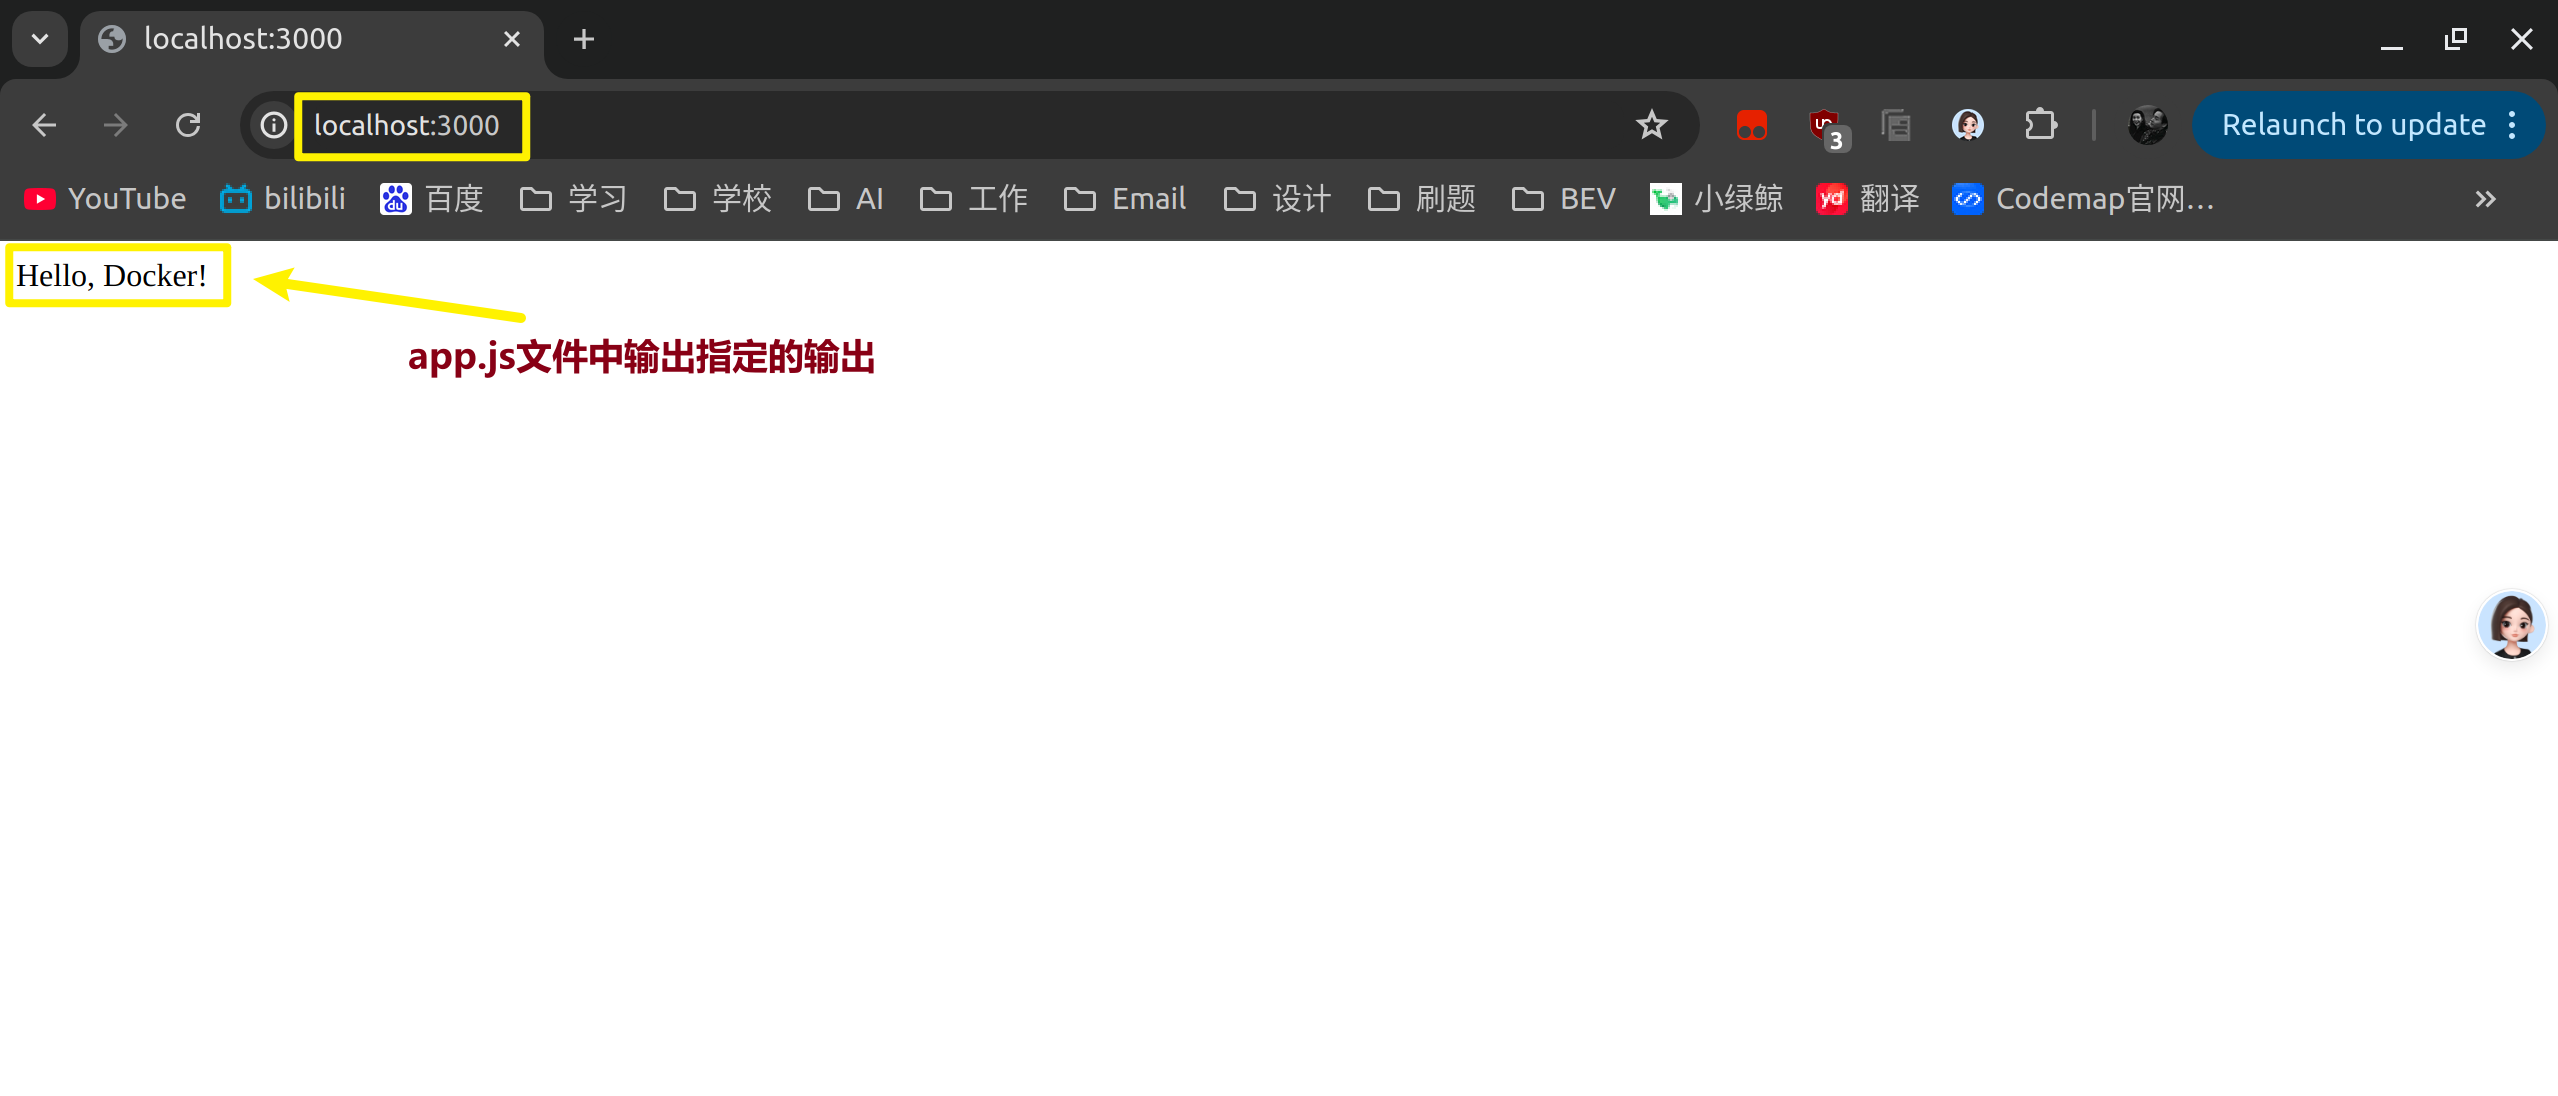 localhost:3000
localhost:3000
3
Relaunch to update
YouTube
bilibili
du
百度
学习
学校
AI
工作
Email
设计
刷题
BEV
小绿鲸
yd
翻译
Codemap官网...
Hello, Docker!
app.js文件中输出指定的输出